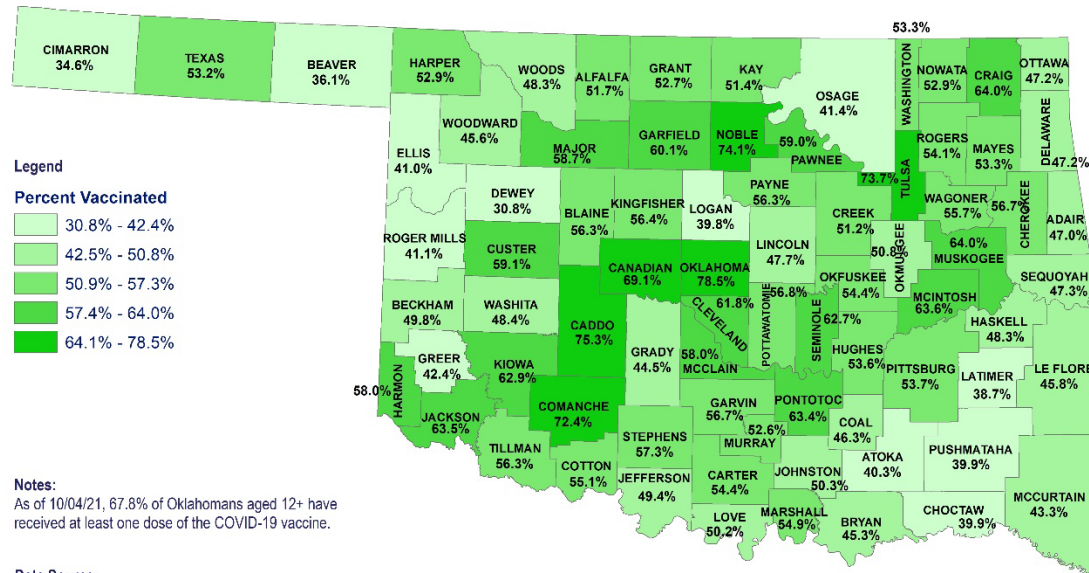 53.3%
CIMARRON
34.6%
TEXAS
53.2%
BEAVER
36.1%
HARPER
52.9%
WOODS
48.3%
ALFALFA
51.7%
GRANT
52.7%
KAY
51.4%
OSAGE
41.4%
WASHINGTON
NOWATA
52.9%
CRAIG
64.0%
OTTAWA
47.2%
WOODWARD
45.6%
ELLIS
41.0%
MAJOR
58.7%
GARFIELD
60.1%
NOBLE
74.1%
59.0%
PAWNEE
73.7%
TULSA
ROGERS
54.1%
MAYES
53.3%
DELAWARE
47.2%
Legend
Percent Vaccinated
30.8% - 42.4%
42.5% - 50.8%
50.9% - 57.3%
57.4% - 64.0%
64.1% - 78.5%
DEWEY
30.8%
BLAINE
56.3%
KINGFISHER
56.4%
LOGAN
39.8%
PAYNE
56.3%
CREEK
51.2%
WAGONER
55.7%
56.7%
CHEROKEE
ADAIR
47.0%
ROGER MILLS
41.1%
CUSTER
59.1%
CANADIAN
69.1%
OKLAHOMA
78.5%
LINCOLN
47.7%
50.8%
OKMULGEE
64.0%
MUSKOGEE
SEQUOYAH
47.3%
BECKHAM
49.8%
WASHITA
48.4%
CADDO
75.3%
GRADY
44.5%
61.8%
CLEVELAND
56.8%
POTTAWATOMIE
SEMINOLE
62.7%
OKFUSKEE
54.4%
MCINTOSH
63.6%
HASKELL
48.3%
GREER
42.4%
KIOWA
62.9%
58.0%
MCCLAIN
HUGHES
53.6%
PITTSBURG
53.7%
LATIMER
38.7%
LE FLORE
45.8%
58.0%
HARMON
JACKSON
63.5%
COMANCHE
72.4%
GARVIN
56.7%
PONTOTOC
63.4%
COAL
46.3%
TILLMAN
56.3%
COTTON
55.1%
STEPHENS
57.3%
52.6%
MURRAY
ATOKA
40.3%
PUSHMATAHA
39.9%
JEFFERSON
49.4%
CARTER
54.4%
JOHNSTON
50.3%
MCCURTAIN
43.3%
LOVE
50.2%
MARSHALL
54.9%
BRYAN
45.3%
CHOCTAW
39.9%
Notes:
As of 10/04/21, 67.8% of Oklahomans aged 12+ have
received at least one dose of the COVID-19 vaccine.